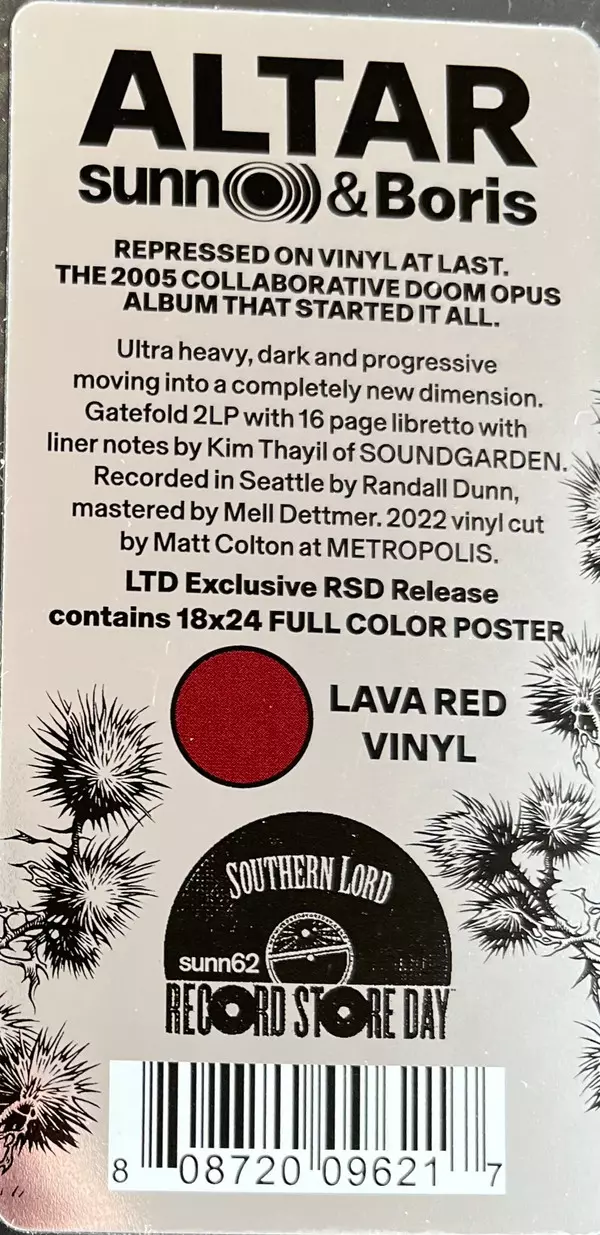 ALTAR
sunn O))) & Boris
REPRESSED ON VINYL AT LAST.
THE 2005 COLLABORATIVE DOOM OPUS
ALBUM THAT STARTED IT ALL.
Ultra heavy, dark and progressive
moving into a completely new dimension.
Gatefold 2LP with 16 page libretto with
liner notes by Kim Thayil of SOUNDGARDEN.
Recorded in Seattle by Randall Dunn,
mastered by Mell Dettmer. 2022 vinyl cut
by Matt Colton at METROPOLIS.
LTD Exclusive RSD Release
contains 18x24 FULL COLOR POSTER
LAVA RED
VINYL
SOUTHERN LORD
sunn62
RECORD STORE DAY
8 08720 09621 7